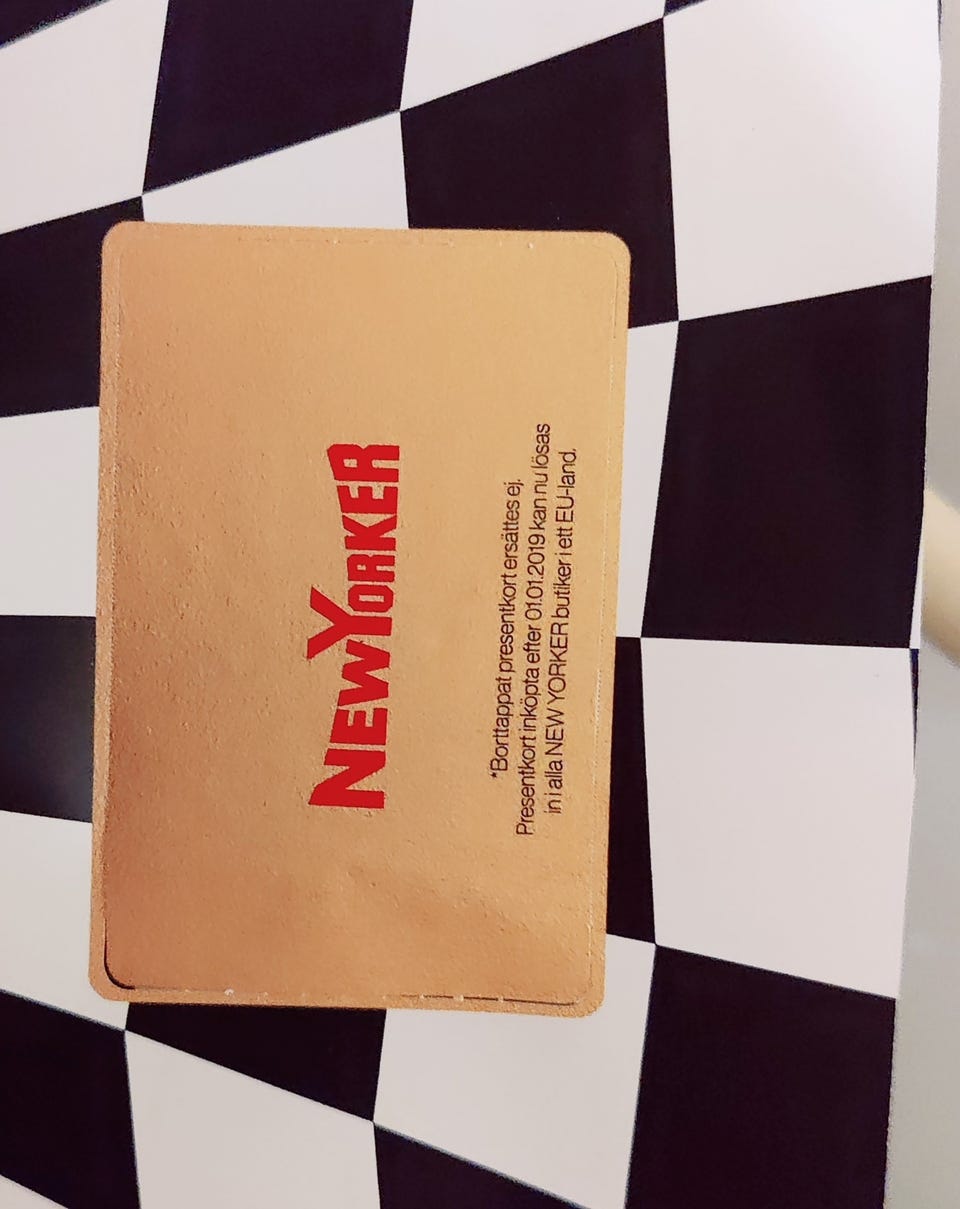 NEW YORKER
*Borttappat presentkort ersättes ej.
Presentkort inköpta efter 01.01.2019 kan nu lösas
in i alla NEW YORKER butiker i ett EU-land.